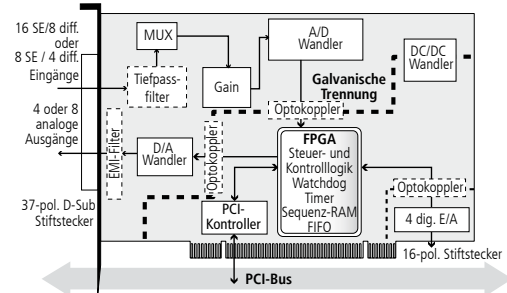 16 SE/8 diff.
oder
8 SE / 4 diff.
Eingänge
4 oder 8
analoge
Ausgänge
37-pol. D-Sub
Stiftstecker
MUX
Tiefpass-
filter
Gain
A/D
Wandler
DC/DC
Wandler
Galvanische
Trennung
Optokoppler
EMI-Filter
D/A
Wandler
Optokoppler
FPGA
Steuer- und
Kontrolllogik
Watchdog
Timer
Sequenz-RAM
FIFO
PCI-
Kontroller
Optokoppler
4 dig. E/A
16-pol. Stiftstecker
PCI-Bus